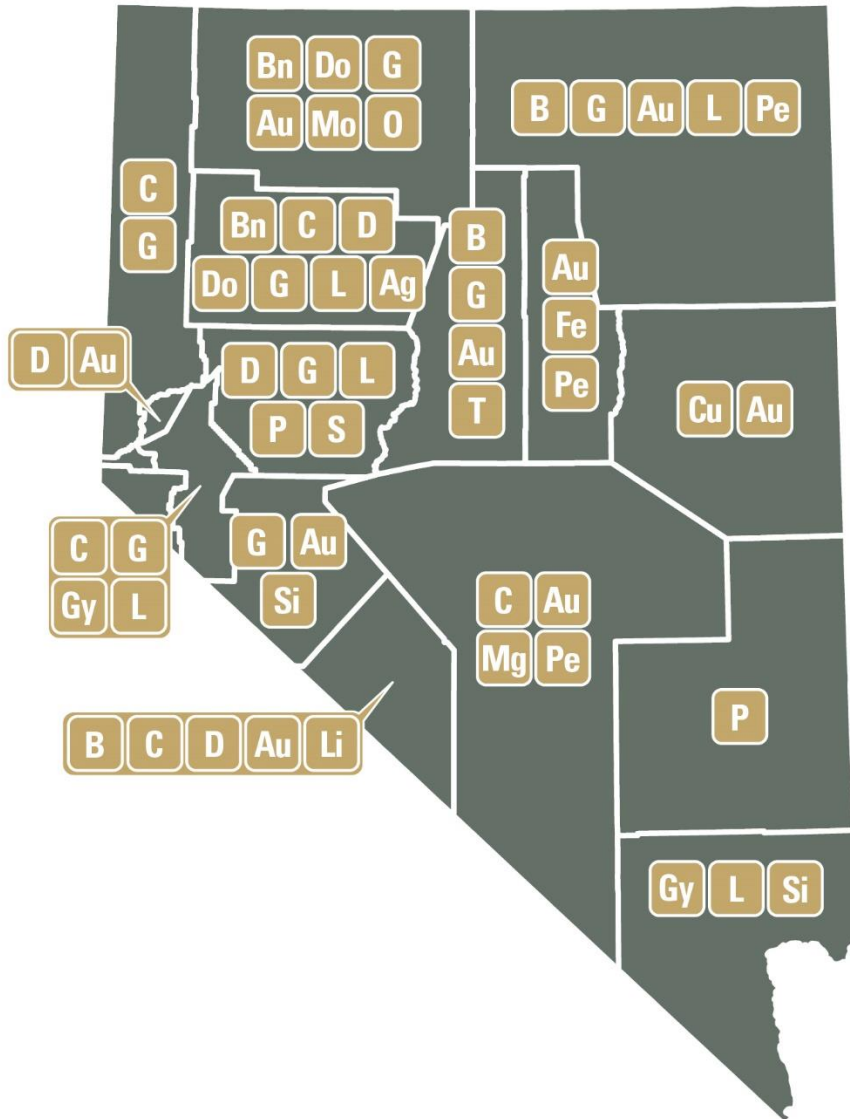 Bn Do G
Au Mo O
B G Au L Pe
C
G
Bn C D
Do G L Ag
B
G
Au
T
Au
Fe
Pe
D Au
D G L
P S
Cu Au
C G
Gy L
G Au
Si
C Au
Mg Pe
B C D Au Li
P
Gy L Si